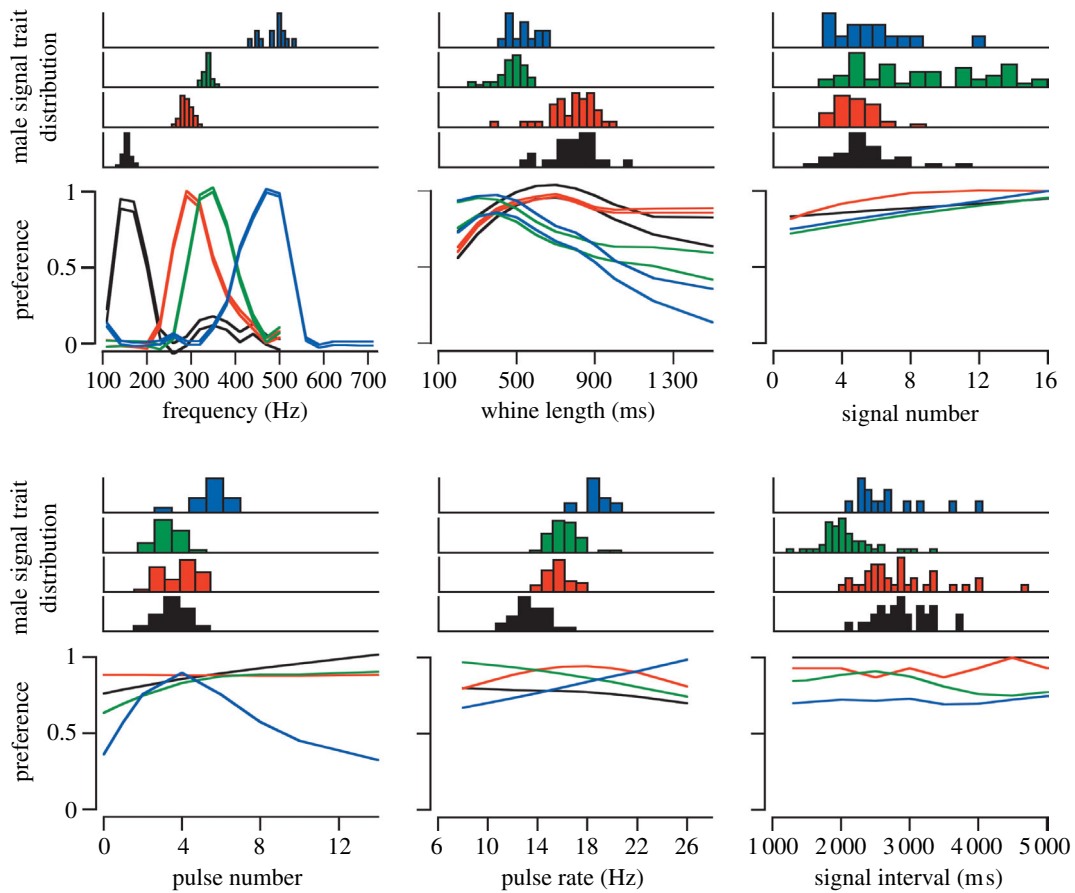 male signal trait
distribution
preference
1
0.5
0
100 200 300 400 500 600 700
frequency (Hz)
100 500 900 1 300
whine length (ms)
0 4 8 12 16
signal number
male signal trait
distribution
preference
1
0.5
0
0 4 8 12
pulse number
6 10 14 18 22 26
pulse rate (Hz)
1 000 2 000 3 000 4 000 5 000
signal interval (ms)